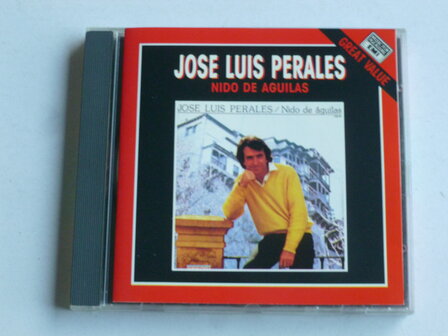 JOSE LUIS PERALES
NIDO DE AGUILAS
GREAT VALUE
JOSE LUIS PERALES / Nido de águilas